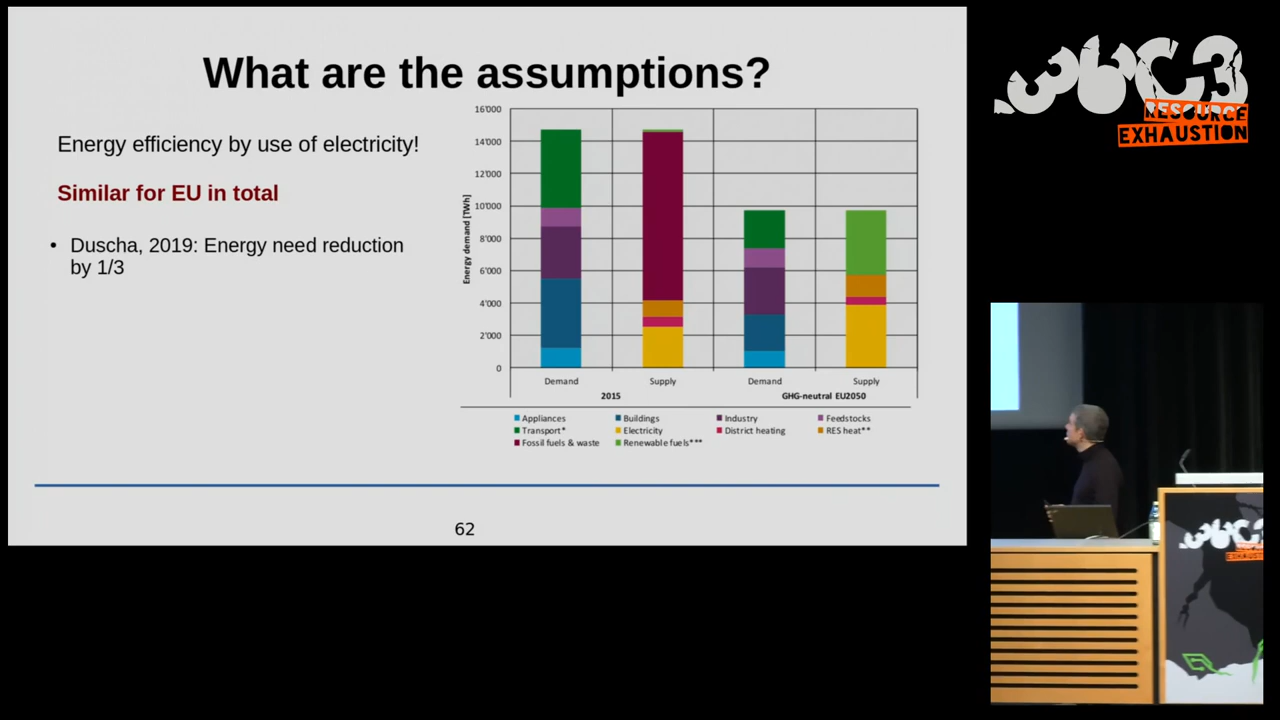 What are the assumptions?
Energy efficiency by use of electricity!
Similar for EU in total
• Duscha, 2019: Energy need reduction
by 1/3
Energy demand [TWh]
16'000
14'000
12'000
10'000
8'000
6'000
4'000
2'000
0
Demand Supply Demand Supply
2015 GHG-neutral EU2050
Appliances Buildings Industry Feedstocks
Transport* Electricity District heating RES heat**
Fossil fuels & waste Renewable fuels***
62
36C3
RESOURCE
EXHAUSTION
36C3
EXHAUSTION